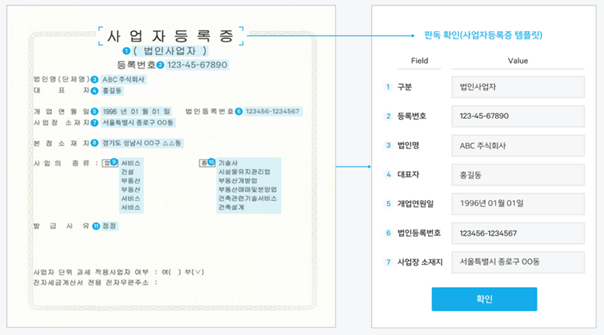 사업자등록증
1 ( 법인사업자 )
등록번호 2 123-45-67890
법인명(단체명) 3 ABC 주식회사
대 표 자 4 홍길동
개 업 연 월 일 5 1996 년 01 월 01 일 법인등록번호 6 123456-1234567
사업장 소재지 7 서울특별시 종로구 OO동
본 점 소 재 지 8 경기도 성남시 OO구 △△동
사 업 의 종 류 : 9 서비스 10 기술사
건설 시설물유지관리업
부동산 부동산개발업
부동산 부동산매매및분양업
서비스 건축관련기술서비스
서비스 건축설계
발 급 사 유 11 정정
사업자 단위 과세 적용사업자 여부 : 여( ) 부(∨)
전자세금계산서 전용 전자우편주소 :
판독 확인(사업자등록증 템플릿)
Field Value
1 구분 법인사업자
2 등록번호 123-45-67890
3 법인명 ABC 주식회사
4 대표자 홍길동
5 개업연원일 1996년 01월 01일
6 법인등록번호 123456-1234567
7 사업장 소재지 서울특별시 종로구 OO동
확인